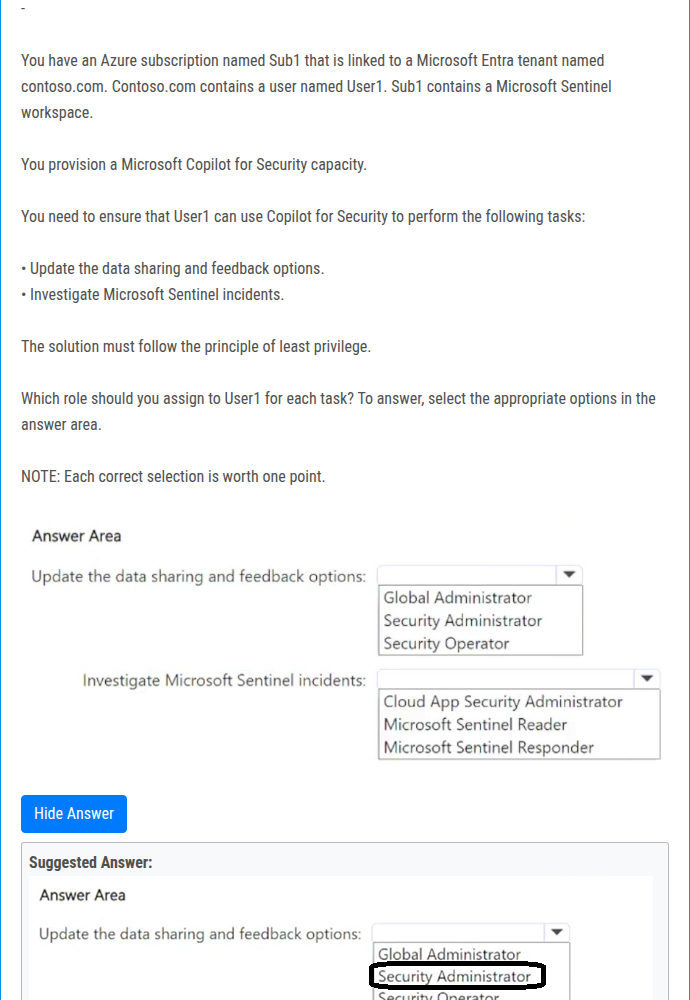 -
You have an Azure subscription named Sub1 that is linked to a Microsoft Entra tenant named
contoso.com. Contoso.com contains a user named User1. Sub1 contains a Microsoft Sentinel
workspace.
You provision a Microsoft Copilot for Security capacity.
You need to ensure that User1 can use Copilot for Security to perform the following tasks:
• Update the data sharing and feedback options.
• Investigate Microsoft Sentinel incidents.
The solution must follow the principle of least privilege.
Which role should you assign to User1 for each task? To answer, select the appropriate options in the
answer area.
NOTE: Each correct selection is worth one point.
Answer Area
Update the data sharing and feedback options:
Global Administrator
Security Administrator
Security Operator
Investigate Microsoft Sentinel incidents:
Cloud App Security Administrator
Microsoft Sentinel Reader
Microsoft Sentinel Responder
Hide Answer
Suggested Answer:
Answer Area
Update the data sharing and feedback options:
Global Administrator
Security Administrator
Security Operator